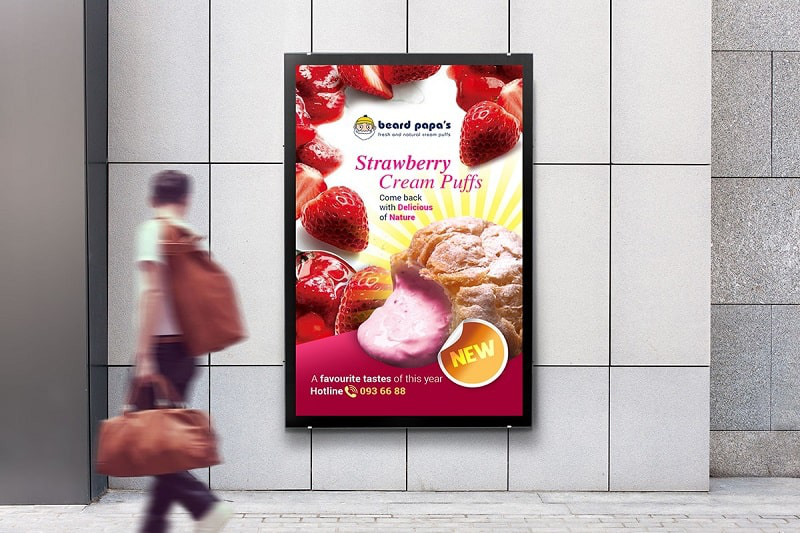 beard papa's
fresh and natural cream puffs
Strawberry
Cream Puffs
Come back
with Delicious
of Nature
NEW
A favourite tastes of this year
Hotline 093 66 88